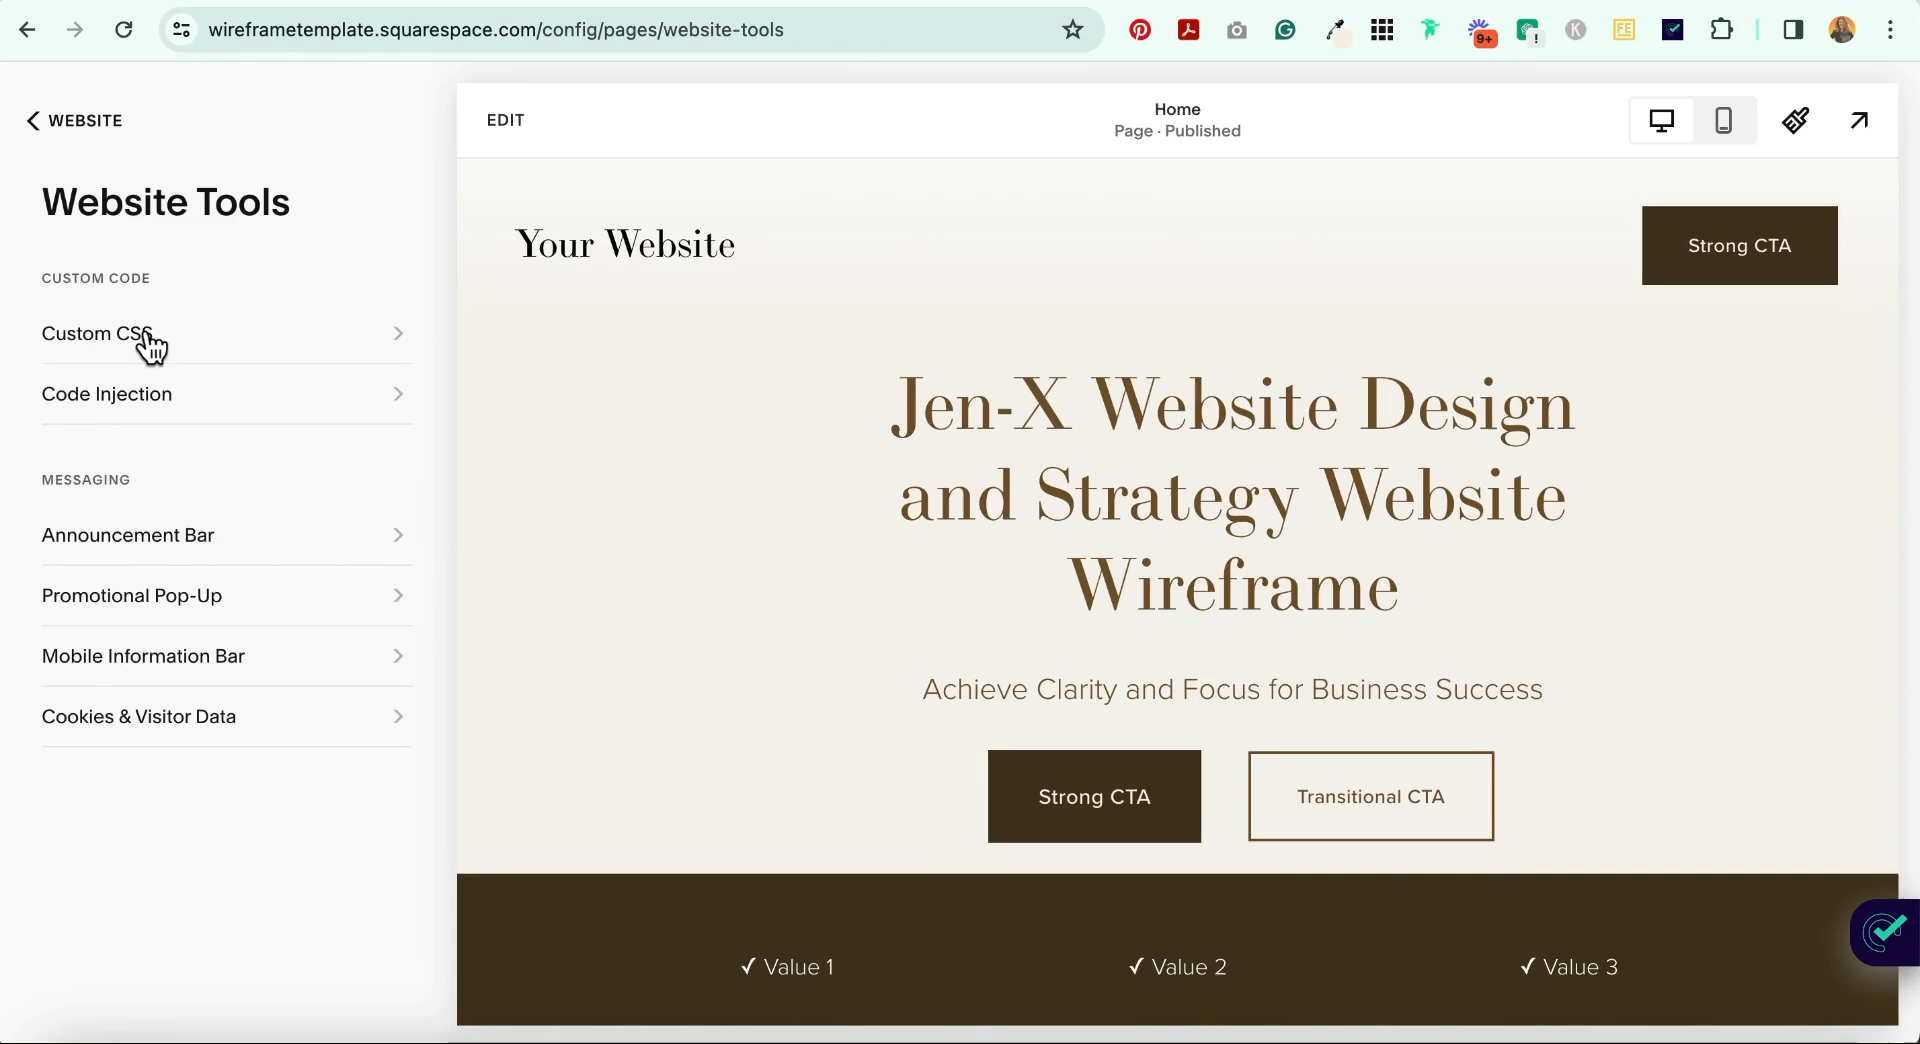 wireframetemplate.squarespace.com/config/pages/website-tools
9+
!
K
FE
WEBSITE
EDIT
Home
Page · Published
Website Tools
CUSTOM CODE
Custom CSS
Code Injection
MESSAGING
Announcement Bar
Promotional Pop-Up
Mobile Information Bar
Cookies & Visitor Data
Your Website
Strong CTA
Jen-X Website Design
and Strategy Website
Wireframe
Achieve Clarity and Focus for Business Success
Strong CTA
Transitional CTA
✓ Value 1
✓ Value 2
✓ Value 3